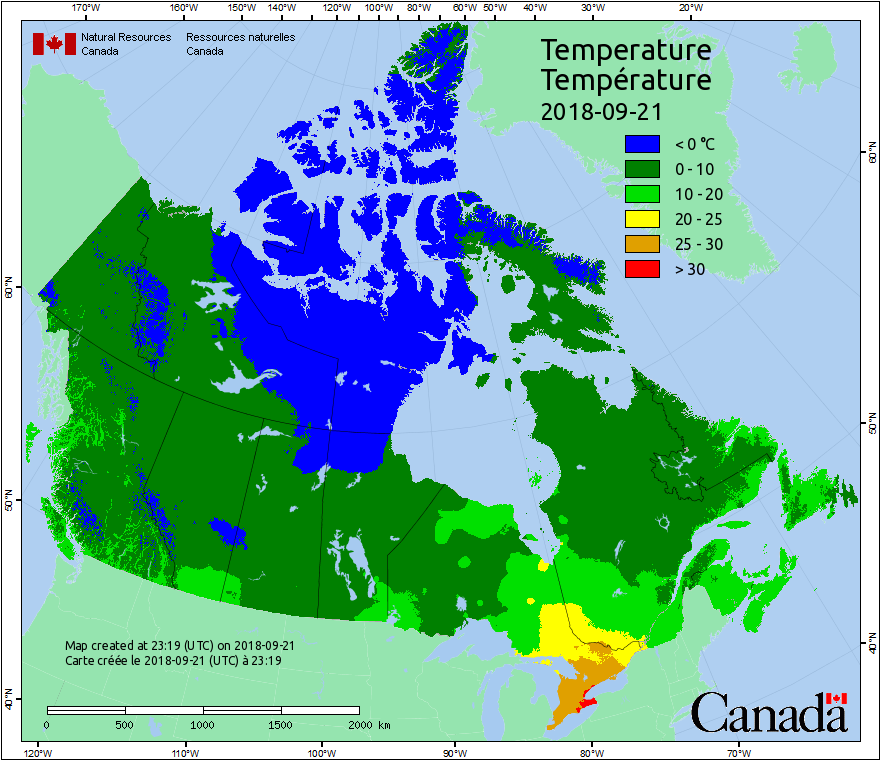 170°W 160°W 150°W 140°W 130°W 120°W 110°W 100°W 90°W 80°W 70°W 60°W 50°W 40°W 30°W 20°W
Natural Resources Ressources naturelles
Canada Canada
Temperature
Température
2018-09-21
< 0 °C
0 - 10
10 - 20
20 - 25
25 - 30
> 30
60°N
60°N
50°N
50°N
40°N
40°N
Map created at 23:19 (UTC) on 2018-09-21
Carte créée le 2018-09-21 (UTC) à 23:19
0 500 1000 1500 2000 km
Canada
120°W 110°W 100°W 90°W 80°W 70°W